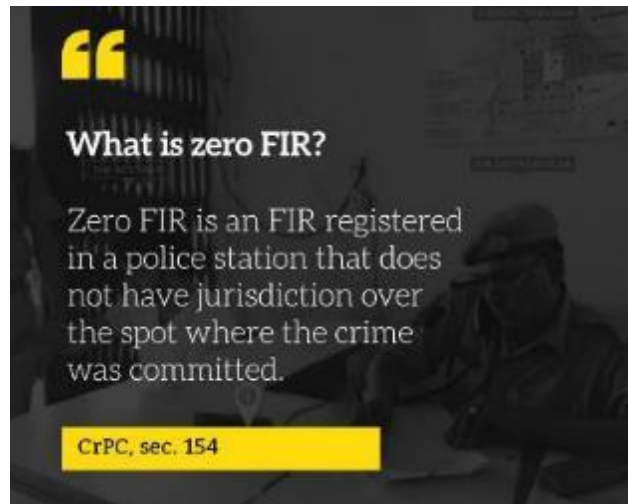 What is zero FIR?
Zero FIR is an FIR registered
in a police station that does
not have jurisdiction over
the spot where the crime
was committed.
CrPC, sec. 154